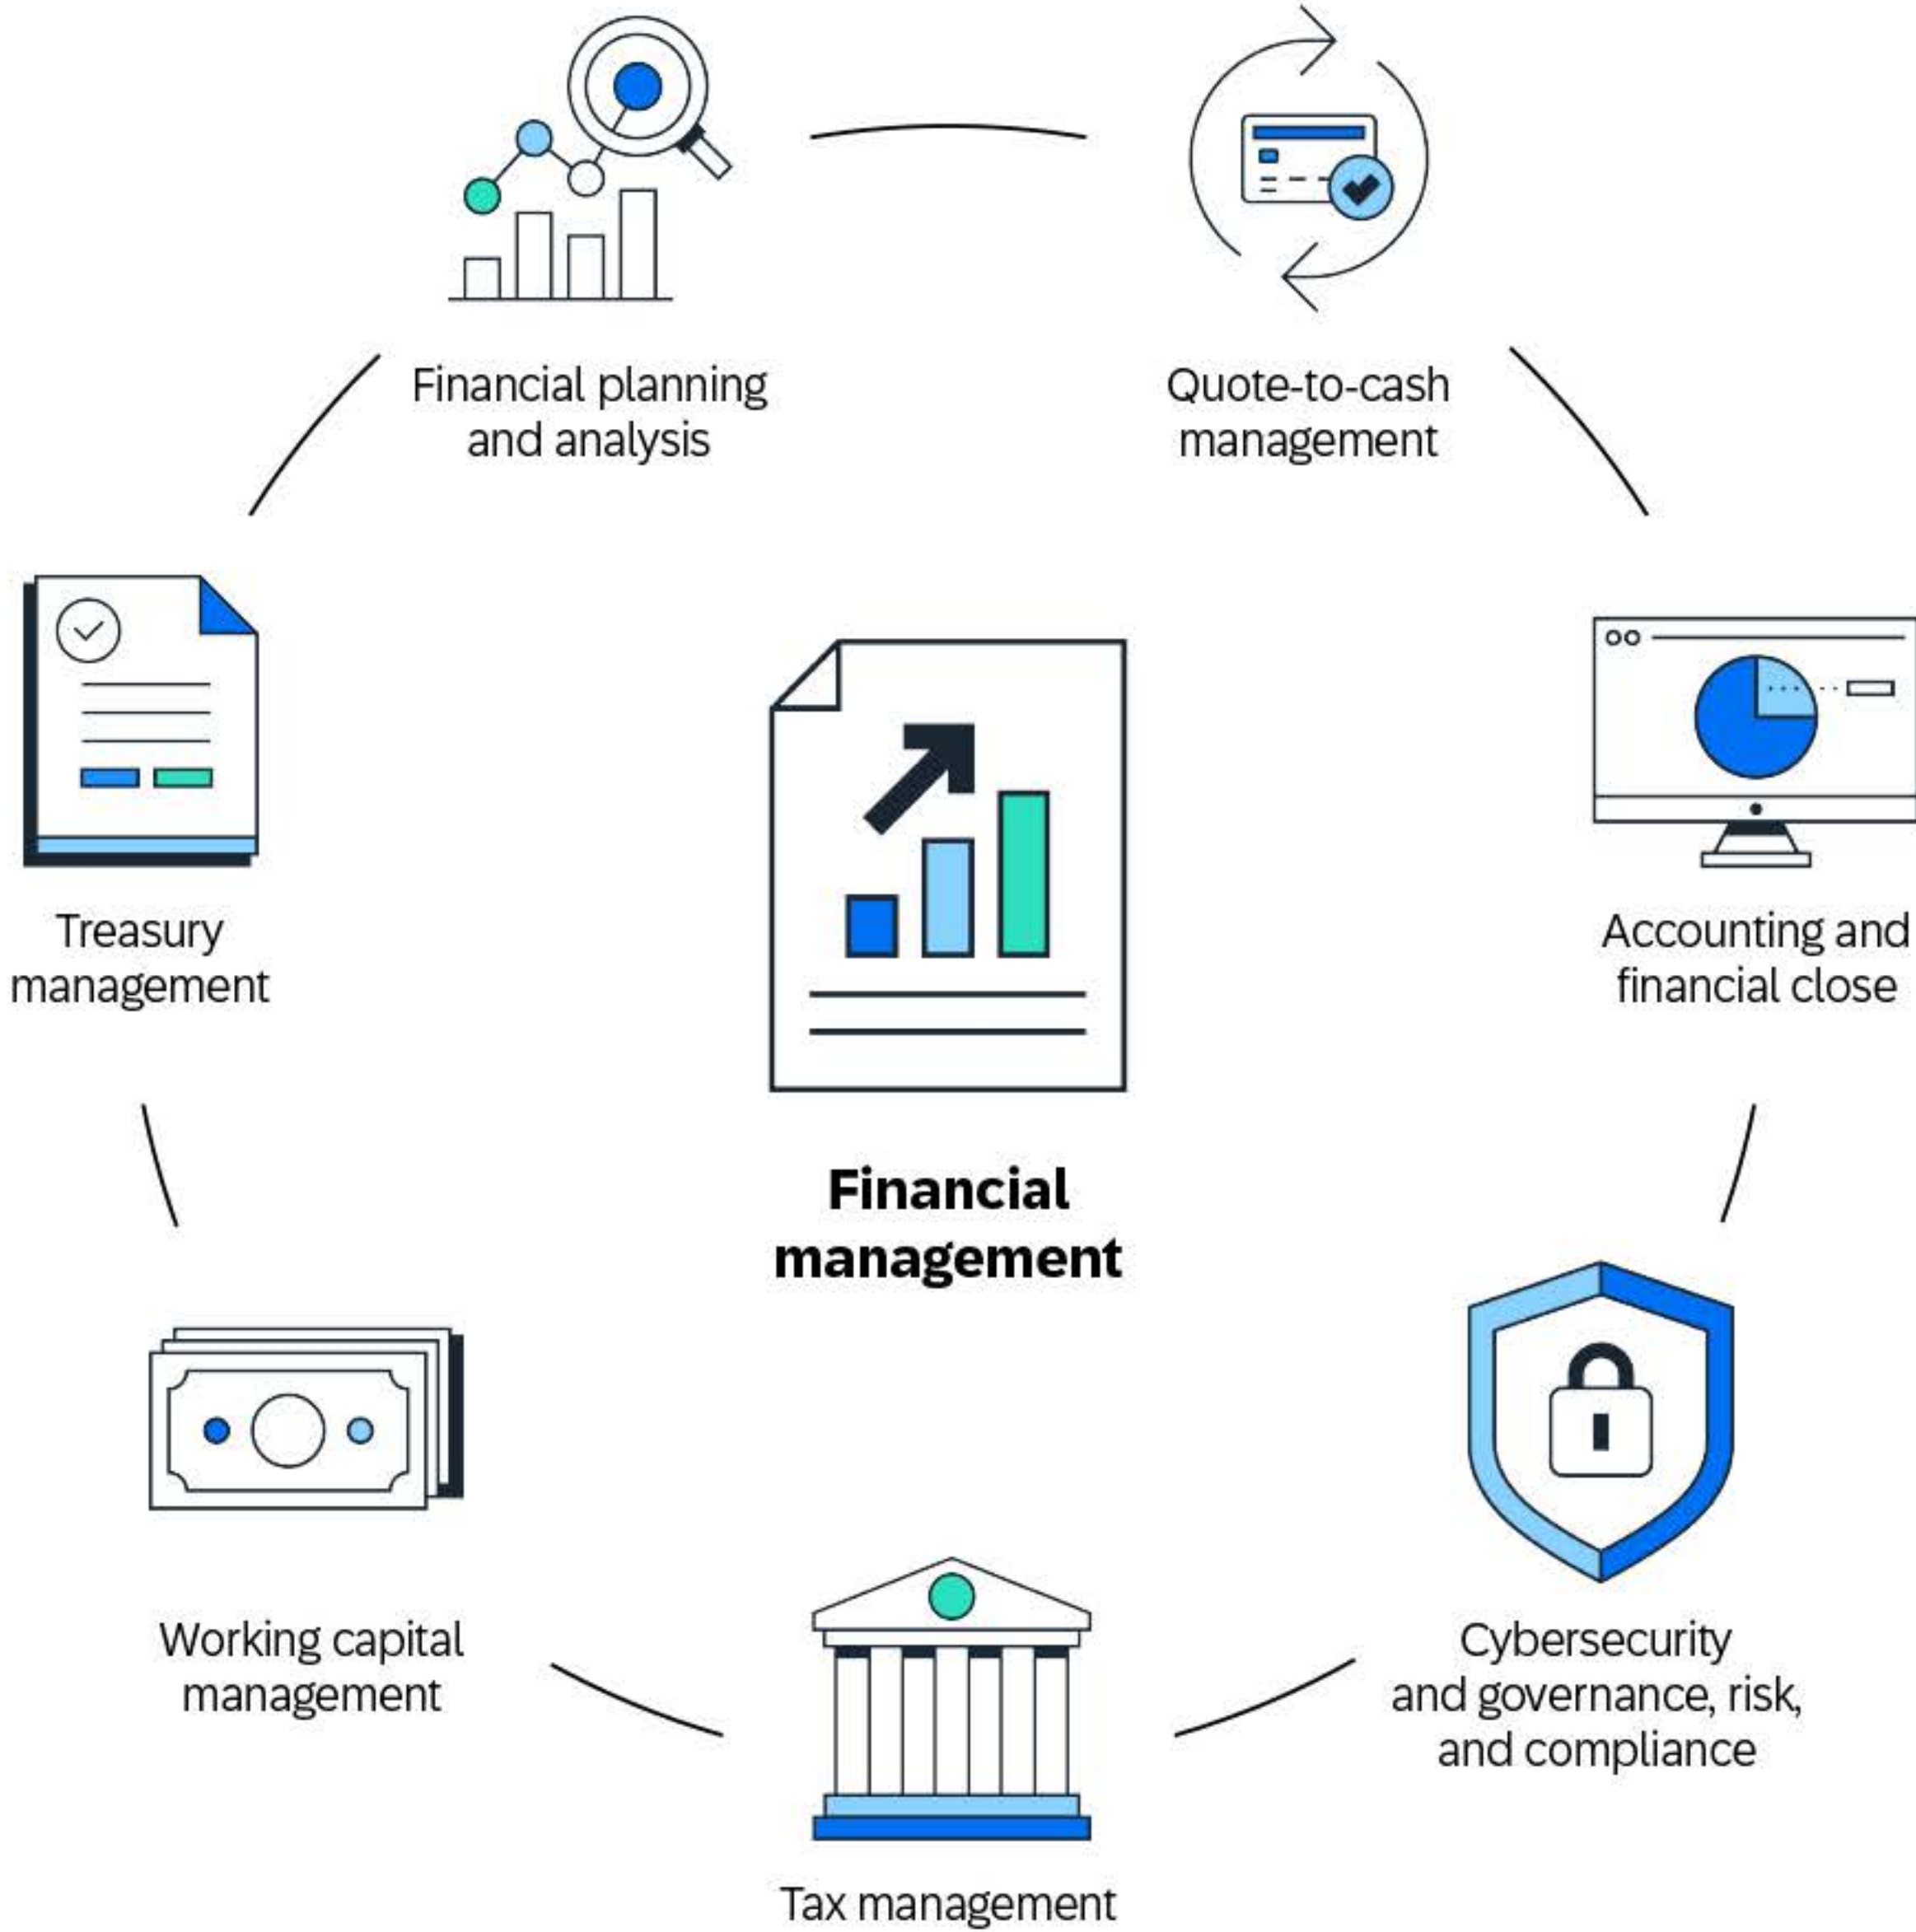 Financial planning
and analysis
Quote-to-cash
management
Treasury
management
Accounting and
financial close
Financial
management
Working capital
management
Cybersecurity
and governance, risk,
and compliance
Tax management